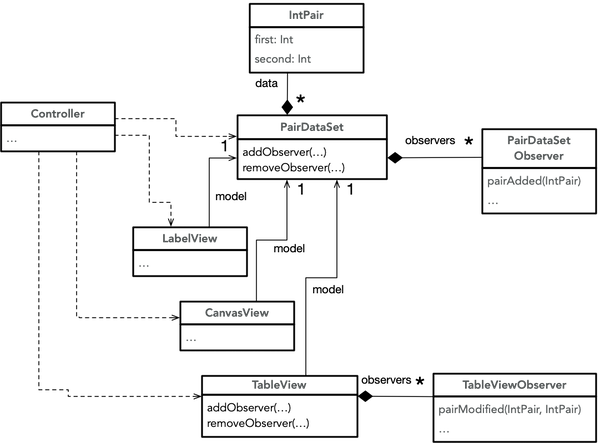 IntPair
first: Int
second: Int
data
*
Controller
...
PairDataSet
addObserver(...)
removeObserver(...)
1
observers
*
PairDataSet
Observer
pairAdded(IntPair)
...
model
1
1
LabelView
...
model
model
CanvasView
...
TableView
addObserver(...)
removeObserver(...)
observers
*
TableViewObserver
pairModified(IntPair, IntPair)
...